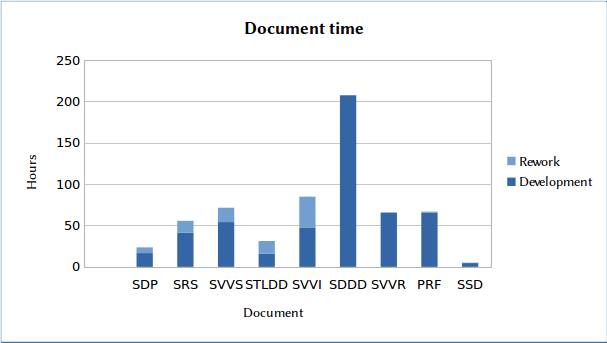 Document time
250
200
150
100
50
0
Hours
SDP SRS SVVS STLDD SVVI SDDD SVVR PRF SSD
Document
Rework
Development